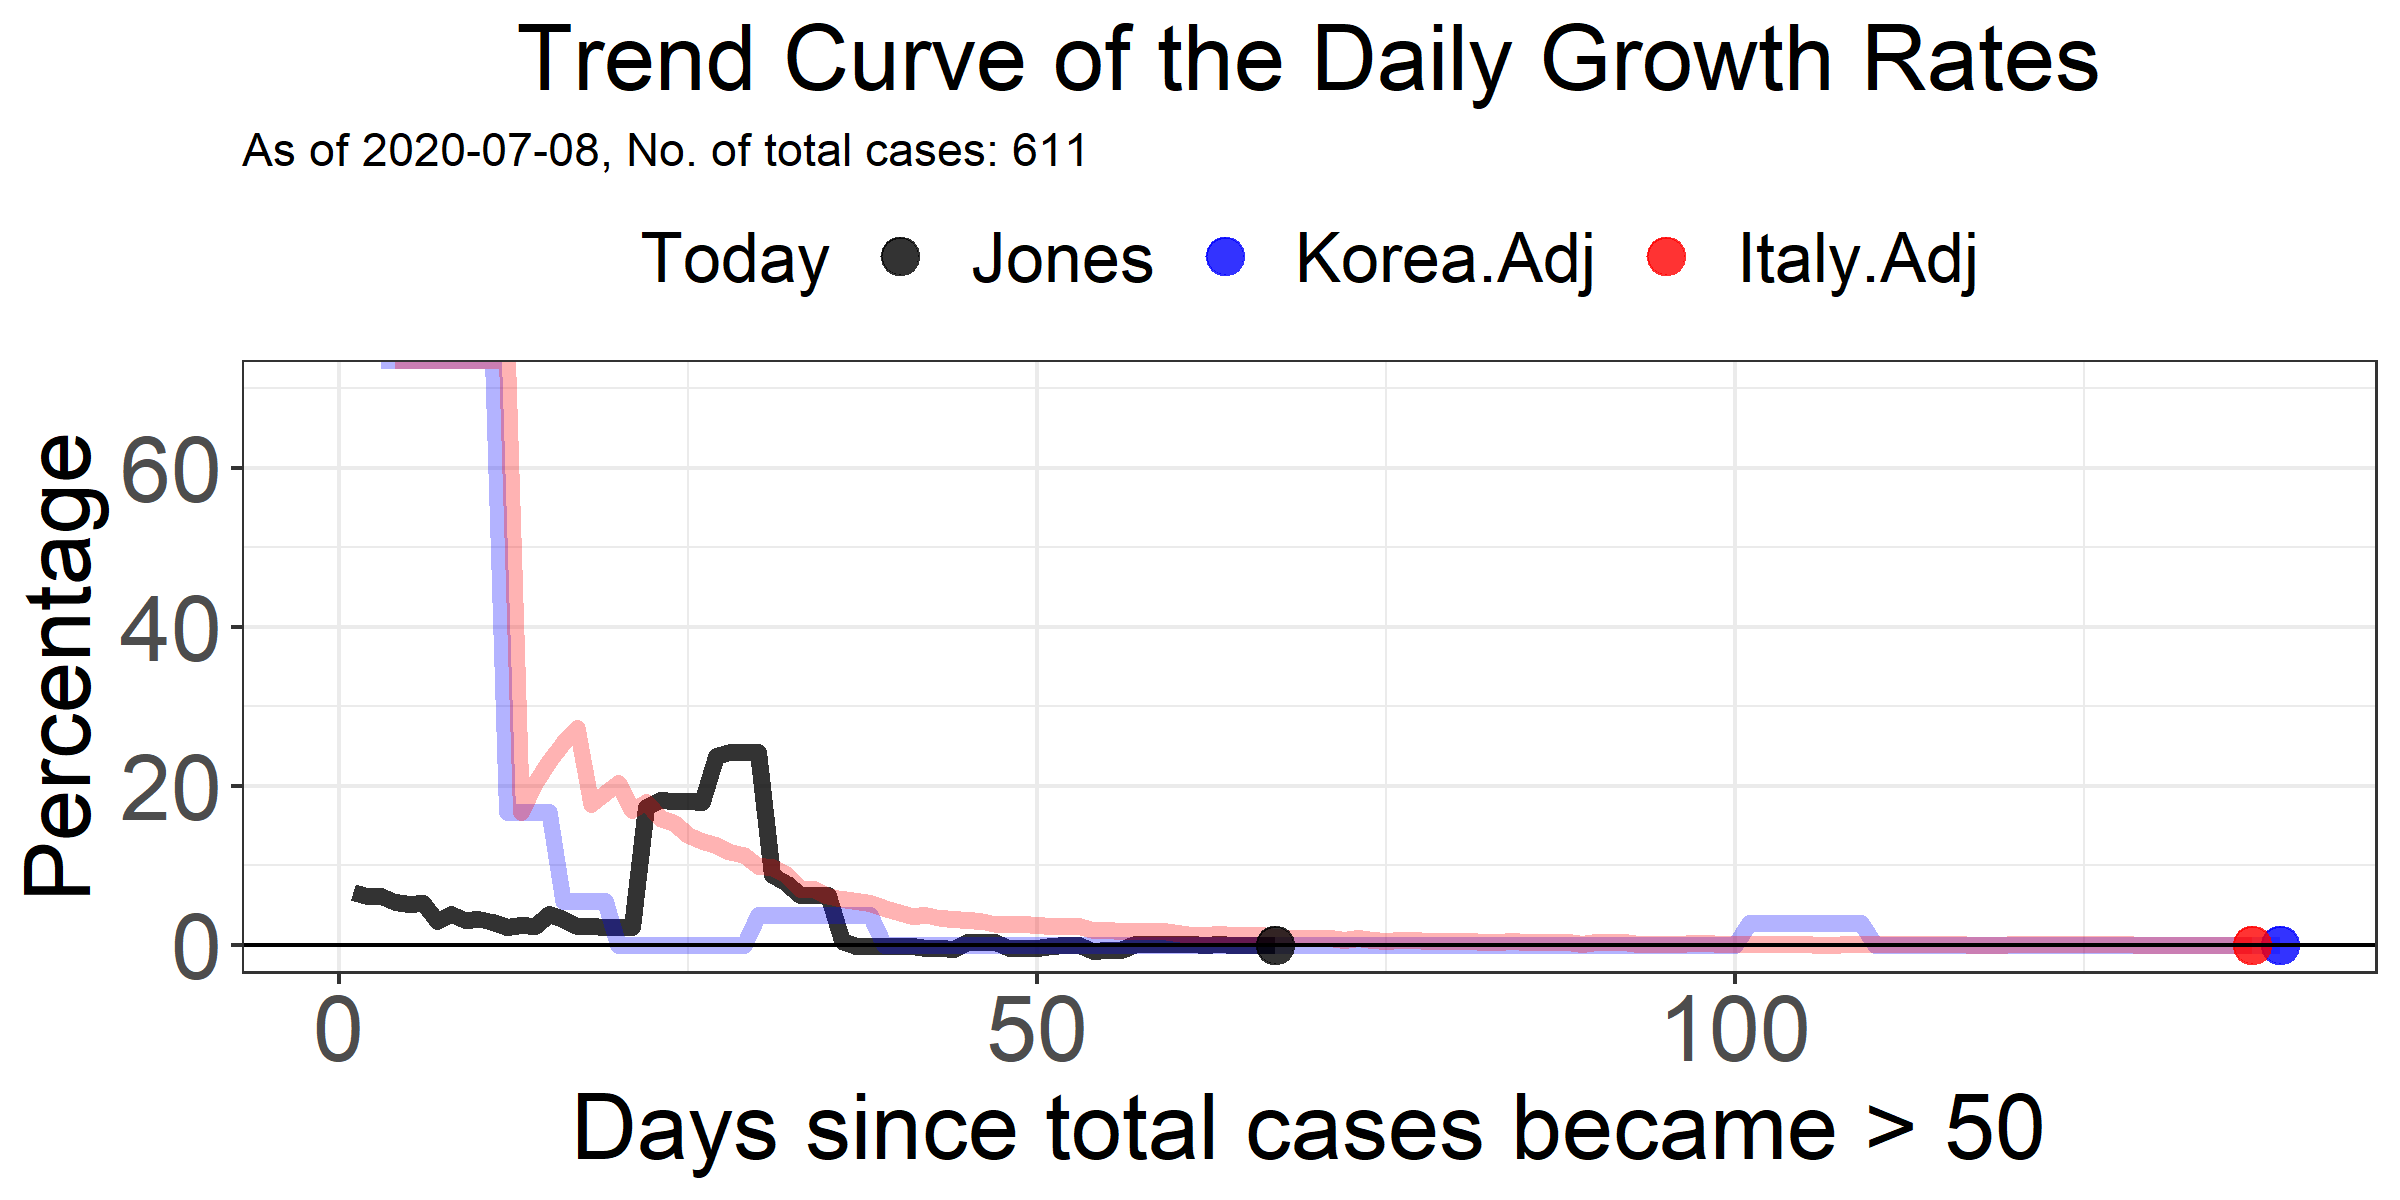 Trend Curve of the Daily Growth Rates
As of 2020-07-08, No. of total cases: 611
Today Jones Korea.Adj Italy.Adj
Percentage
60
40
20
0
0 50 100
Days since total cases became > 50